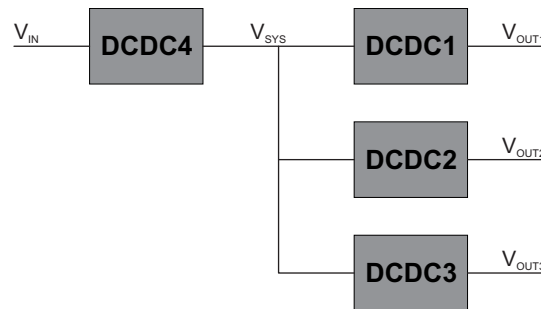 V_IN DCDC4 V_SYS DCDC1 V_OUT1
DCDC2 V_OUT2
DCDC3 V_OUT3